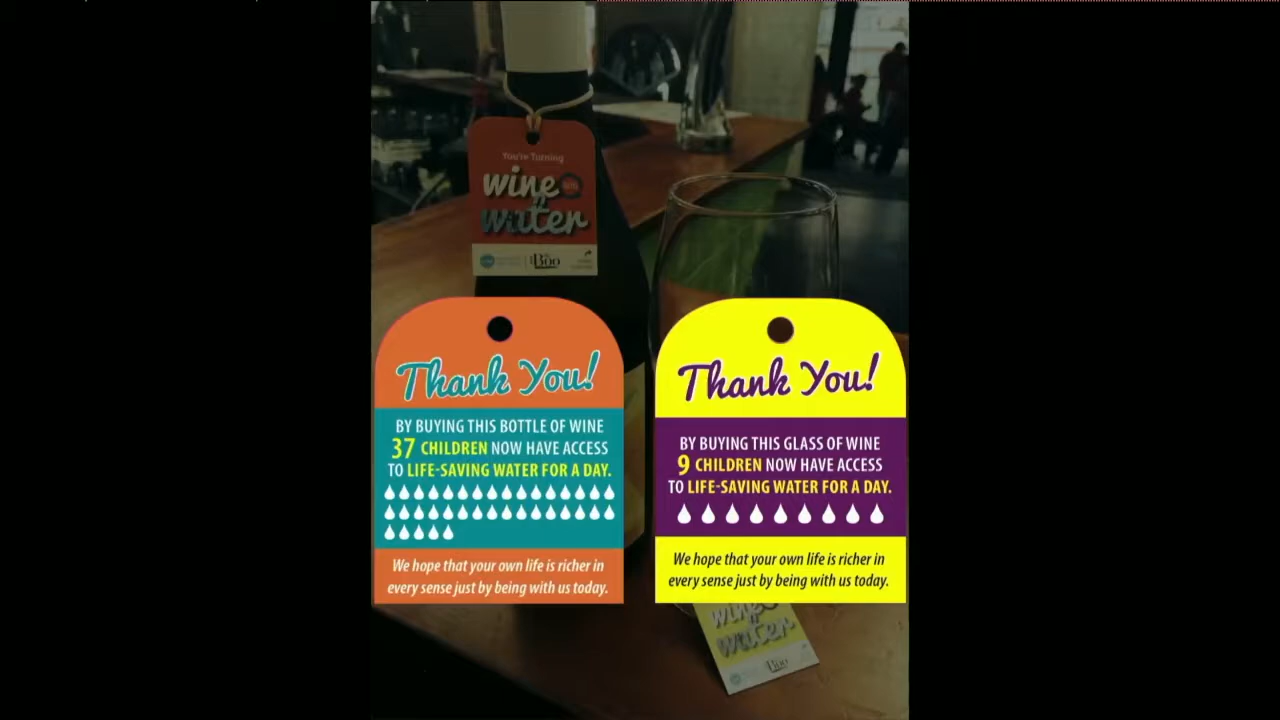 You're Turning
wine
water
Boo
Thank You!
BY BUYING THIS BOTTLE OF WINE
37 CHILDREN NOW HAVE ACCESS
TO LIFE-SAVING WATER FOR A DAY.
We hope that your own life is richer in
every sense just by being with us today.
Thank You!
BY BUYING THIS GLASS OF WINE
9 CHILDREN NOW HAVE ACCESS
TO LIFE-SAVING WATER FOR A DAY.
We hope that your own life is richer in
every sense just by being with us today.
wine
water
Boo